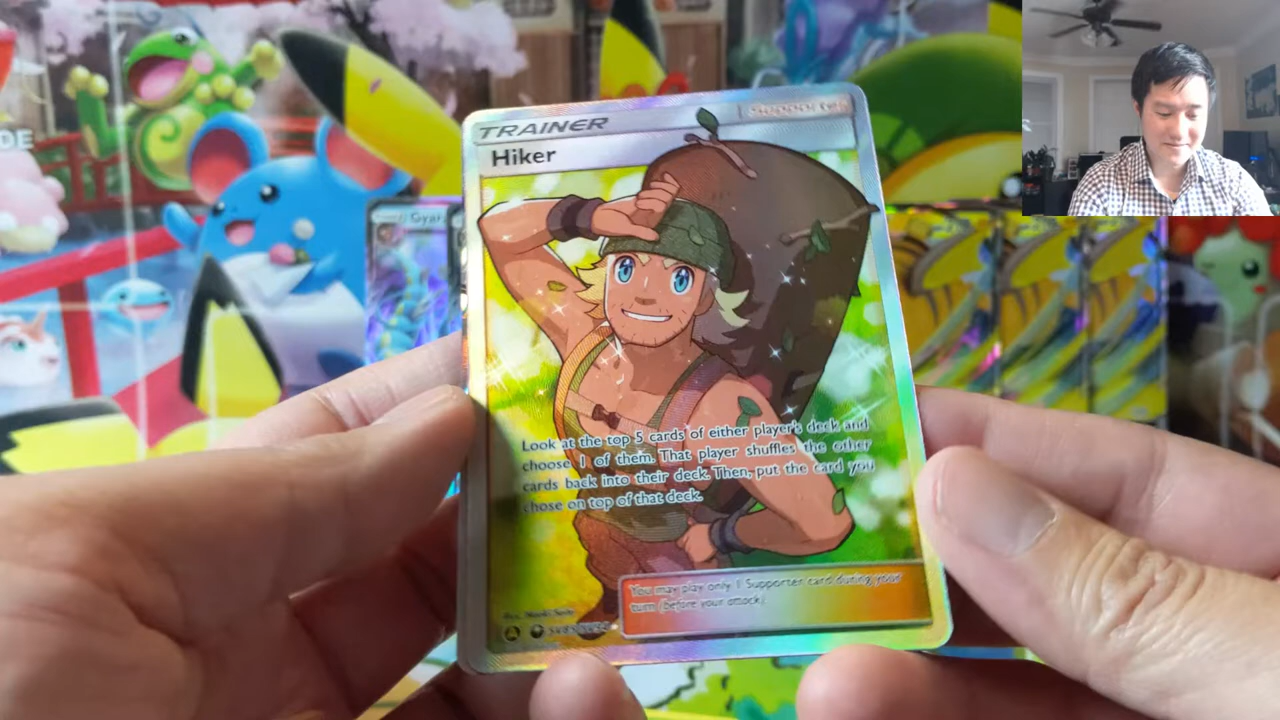 TRAINER
Hiker
Look at the top 5 cards of either player's deck and
choose 1 of them. That player shuffles the other
cards back into their deck. Then, put the card you
chose on top of that deck.
You may play only 1 Supporter card during your
turn (before your attack).
DE